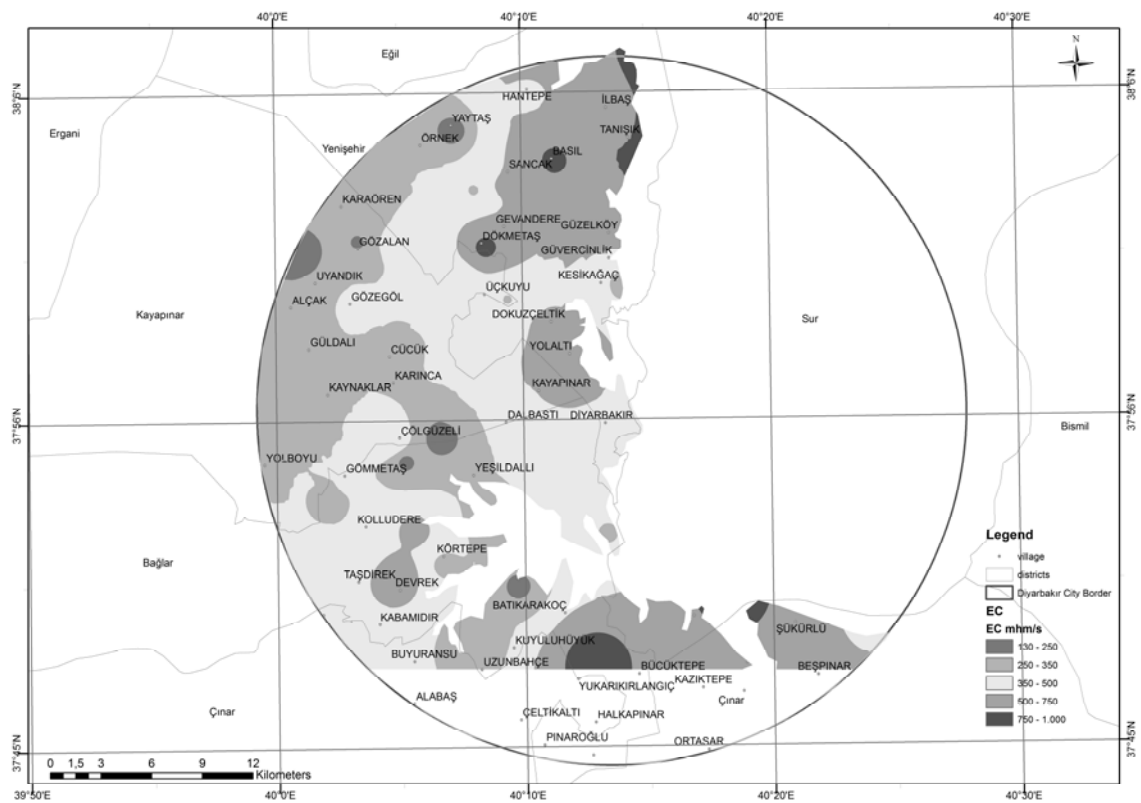 40°0'E 40°10'E 40°20'E 40°30'E
Eğil
N
38°6'N
38°6'N
HANTEPE
İLBAŞ
Ergani
YAYTAŞ
TANIŞIK
ÖRNEK
Yenişehir
BASIL
SANCAK
KARAÖREN
GEVANDERE
GÜZELKÖY
DÖKMETAŞ
GÖZALAN
GÜVERCİNLİK
UYANDIK
KESİKAĞAÇ
ÜÇKUYU
ALÇAK
GÖZEGÖL
Kayapınar
DOKUZÇELTİK
Sur
GÜLDALI
CÜCÜK
YOLALTI
KARINCA
KAYNAKLAR
KAYAPINAR
37°56'N
DALBASTI
DİYARBAKIR
37°56'N
Bismil
ÇÖLGÜZELİ
YOLBOYU
GÖMMETAŞ
YEŞİLDALLI
KOLLUDERE
Legend
village
districts
Diyarbakır City Border
EC
EC mhm/s
130 - 250
250 - 350
350 - 500
500 - 750
750 - 1.000
KÖRTEPE
Bağlar
TAŞDIREK
DEVREK
BATIKARAKOÇ
KABAMIDIR
ŞÜKÜRLÜ
KUYULUHÜYÜK
BUYURANSU
UZUNBAHÇE
BÜCÜKTEPE
BEŞPINAR
YUKARIKIRLANGIÇ
KAZIKTEPE
ALABAŞ
Çınar
Çınar
ÇELTİKALTI
HALKAPINAR
PINAROĞLU
ORTASAR
37°45'N
37°45'N
0 1,5 3 6 9 12
Kilometers
39°50'E 40°0'E 40°10'E 40°20'E 40°30'E